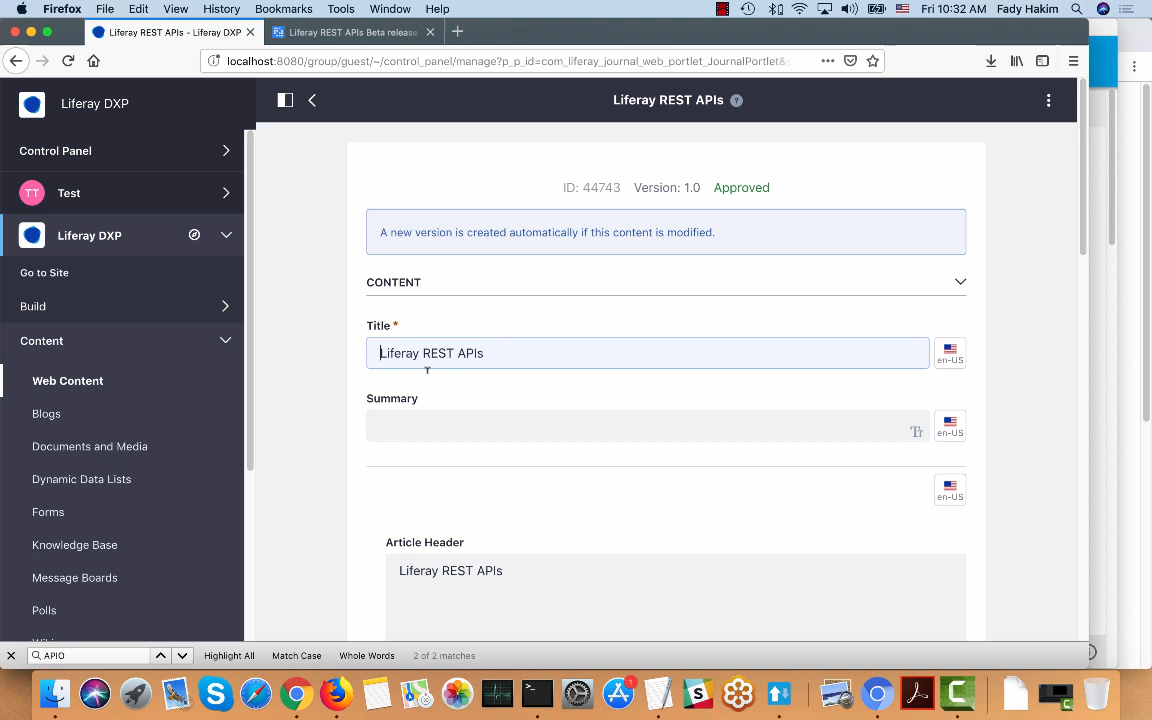 Firefox File Edit View History Bookmarks Tools Window Help Fri 10:32 AM Fady Hakim
Liferay REST APIs - Liferay DXP
Liferay REST APIs Beta release
localhost:8080/group/guest/~/control_panel/manage?p_p_id=com_liferay_journal_web_portlet_JournalPortlet&p
Liferay DXP
Liferay REST APIs ?
Control Panel
TT Test
Liferay DXP
Go to Site
Build
Content
Web Content
Blogs
Documents and Media
Dynamic Data Lists
Forms
Knowledge Base
Message Boards
Polls
ID: 44743 Version: 1.0 Approved
A new version is created automatically if this content is modified.
CONTENT
Title *
Liferay REST APIs
en-US
Summary
Tr
en-US
en-US
Article Header
Liferay REST APIs
APIO
Highlight All Match Case Whole Words 2 of 2 matches
1